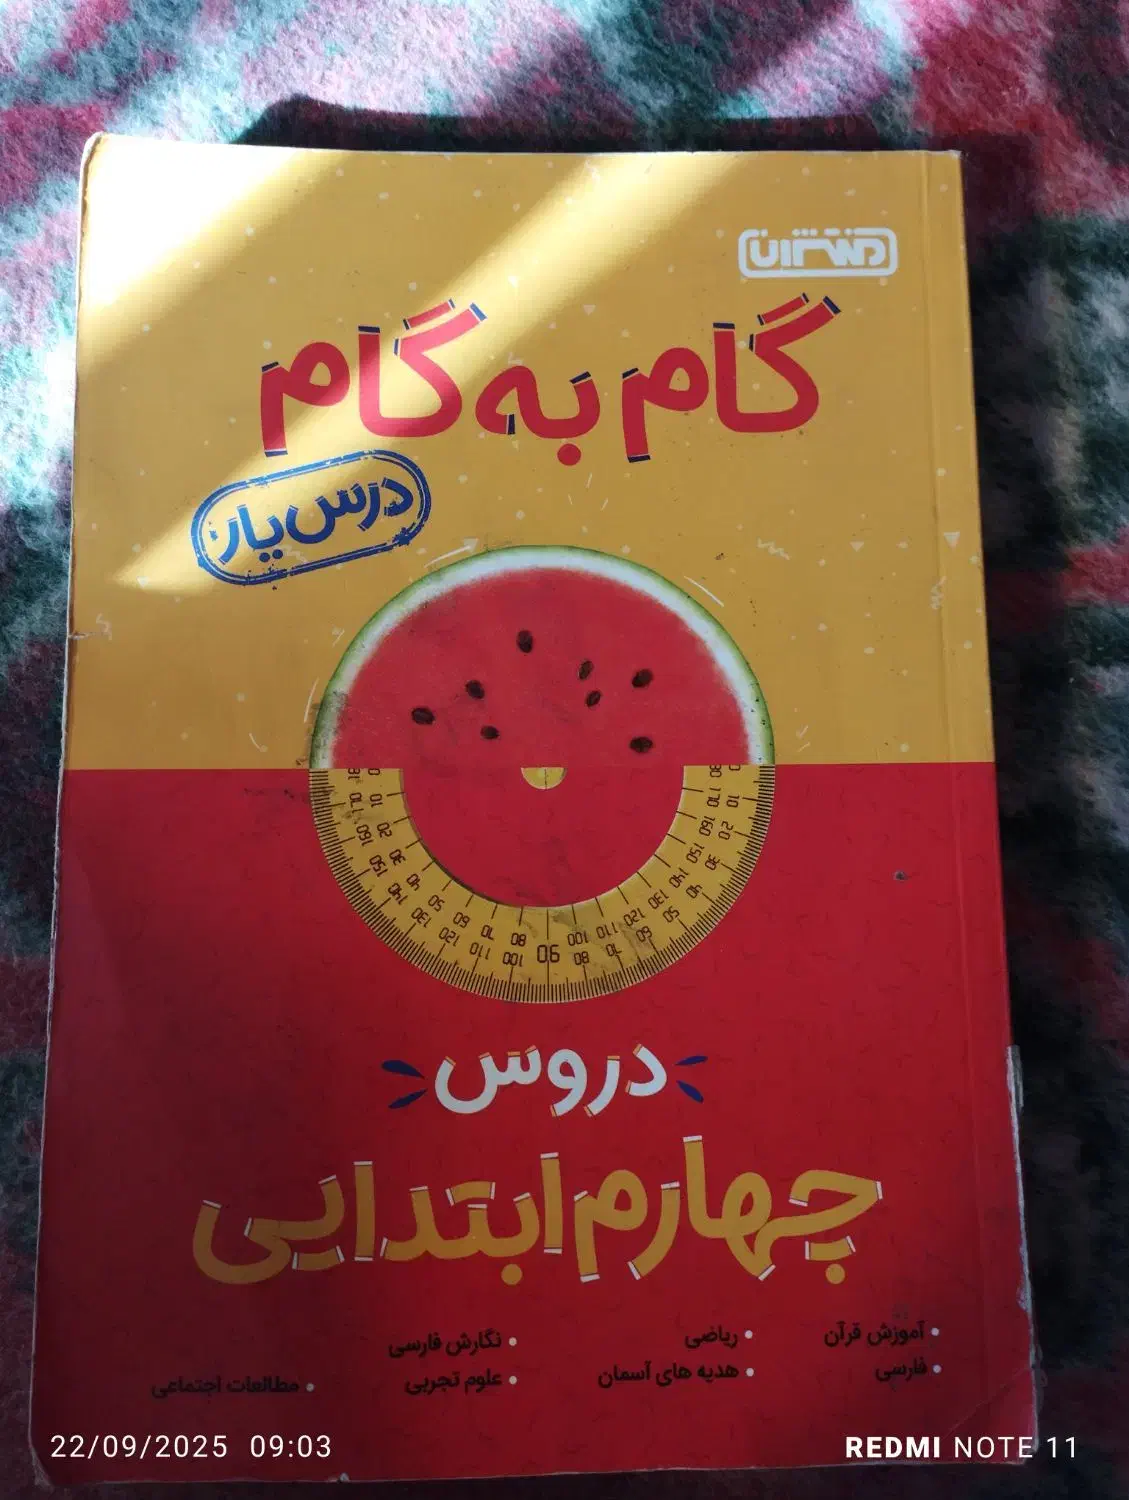 منتشران
گام به گام
درس یار
دروس
چهارم ابتدایی
• آموزش قرآن
• فارسی
• ریاضی
• هدیه های آسمان
• نگارش فارسی
• علوم تجربی
• مطالعات اجتماعی
22/09/2025 09:03
REDMI NOTE 11